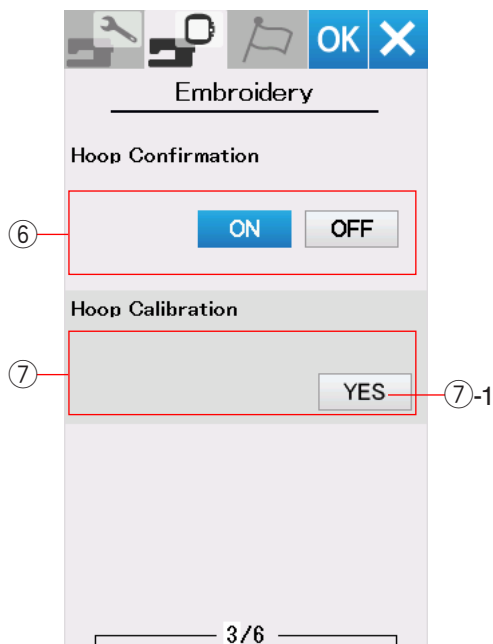 OK X
Embroidery
Hoop Confirmation
⑥ ON OFF
Hoop Calibration
⑦
YES ⑦-1
3/6